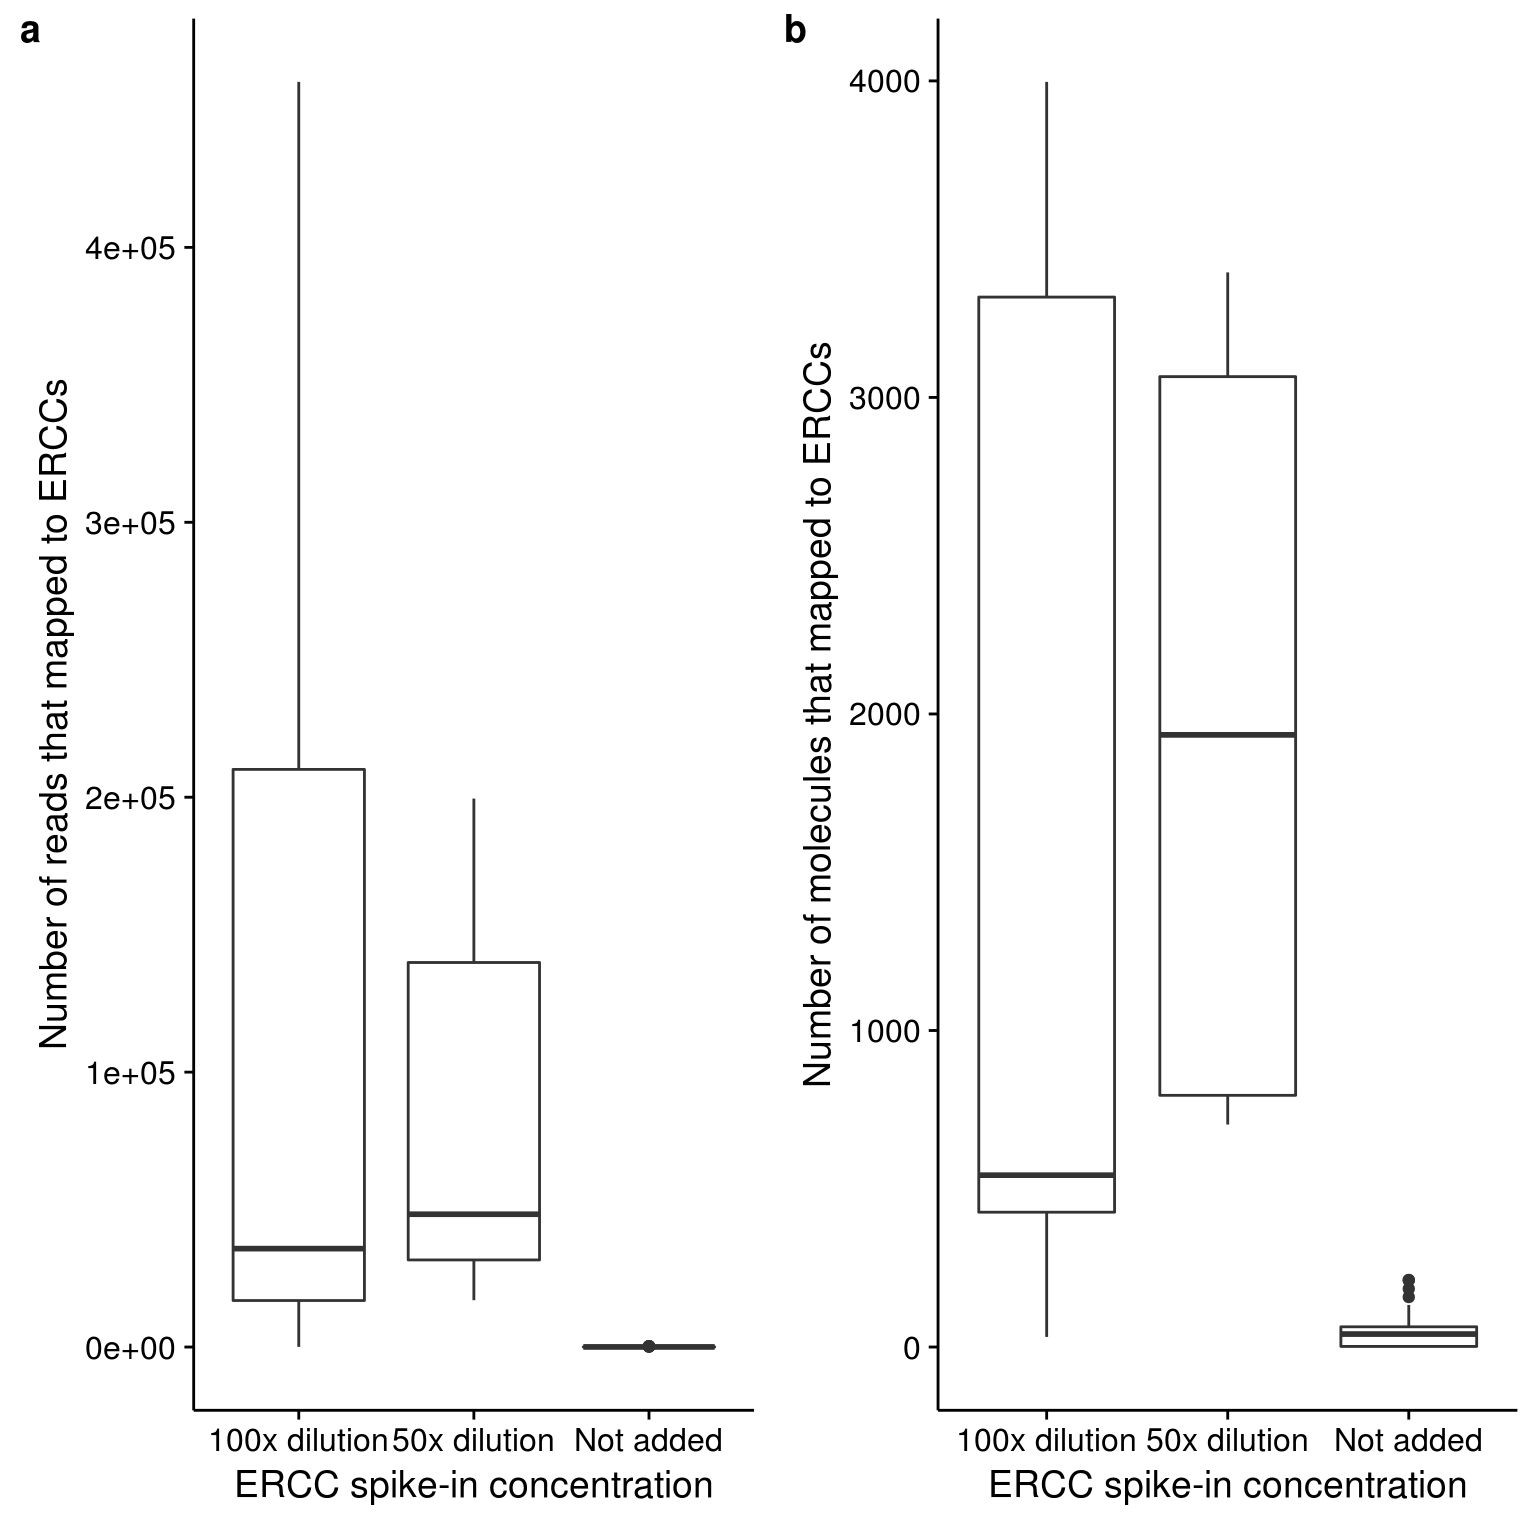 a
Number of reads that mapped to ERCCs
4e+05
3e+05
2e+05
1e+05
0e+00
100x dilution 50x dilution Not added
ERCC spike-in concentration
b
Number of molecules that mapped to ERCCs
4000
3000
2000
1000
0
100x dilution 50x dilution Not added
ERCC spike-in concentration